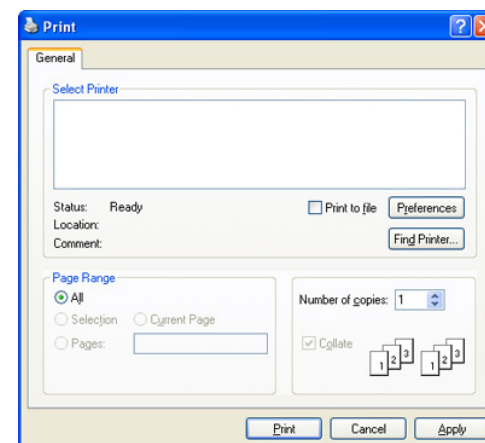 Print
General
Select Printer
Status: Ready
Print to file
Preferences
Location:
Comment:
Find Printer...
Page Range
All
Selection
Current Page
Pages:
Number of copies: 1
Collate
1 2 3 1 2 3
Print Cancel Apply